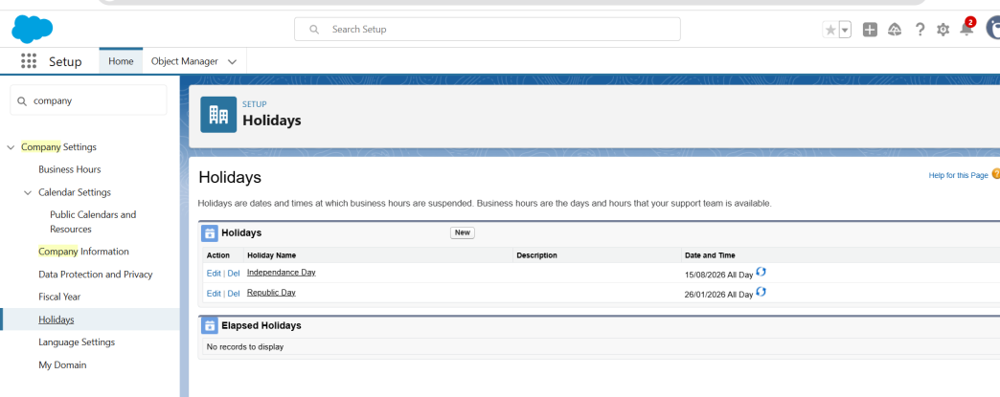 Search Setup
2
Setup
Home
Object Manager
company
Company Settings
Business Hours
Calendar Settings
Public Calendars and
Resources
Company Information
Data Protection and Privacy
Fiscal Year
Holidays
Language Settings
My Domain
SETUP
Holidays
Holidays
Help for this Page ?
Holidays are dates and times at which business hours are suspended. Business hours are the days and hours that your support team is available.
Holidays New
Action Holiday Name Description Date and Time
Edit | Del Independance Day 15/08/2026 All Day
Edit | Del Republic Day 26/01/2026 All Day
Elapsed Holidays
No records to display